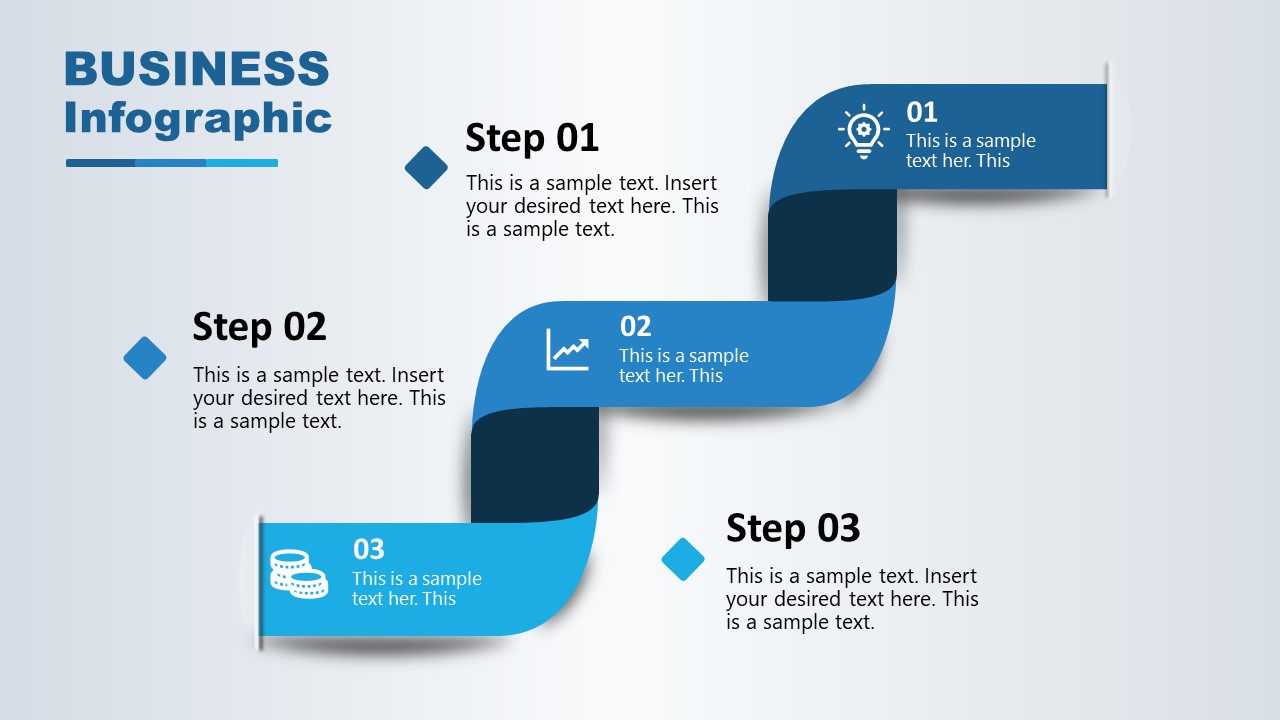 BUSINESS
Infographic
Step 01
This is a sample text. Insert
your desired text here. This
is a sample text.
01
This is a sample
text her. This
Step 02
This is a sample text. Insert
your desired text here. This
is a sample text.
02
This is a sample
text her. This
03
This is a sample
text her. This
Step 03
This is a sample text. Insert
your desired text here. This
is a sample text.